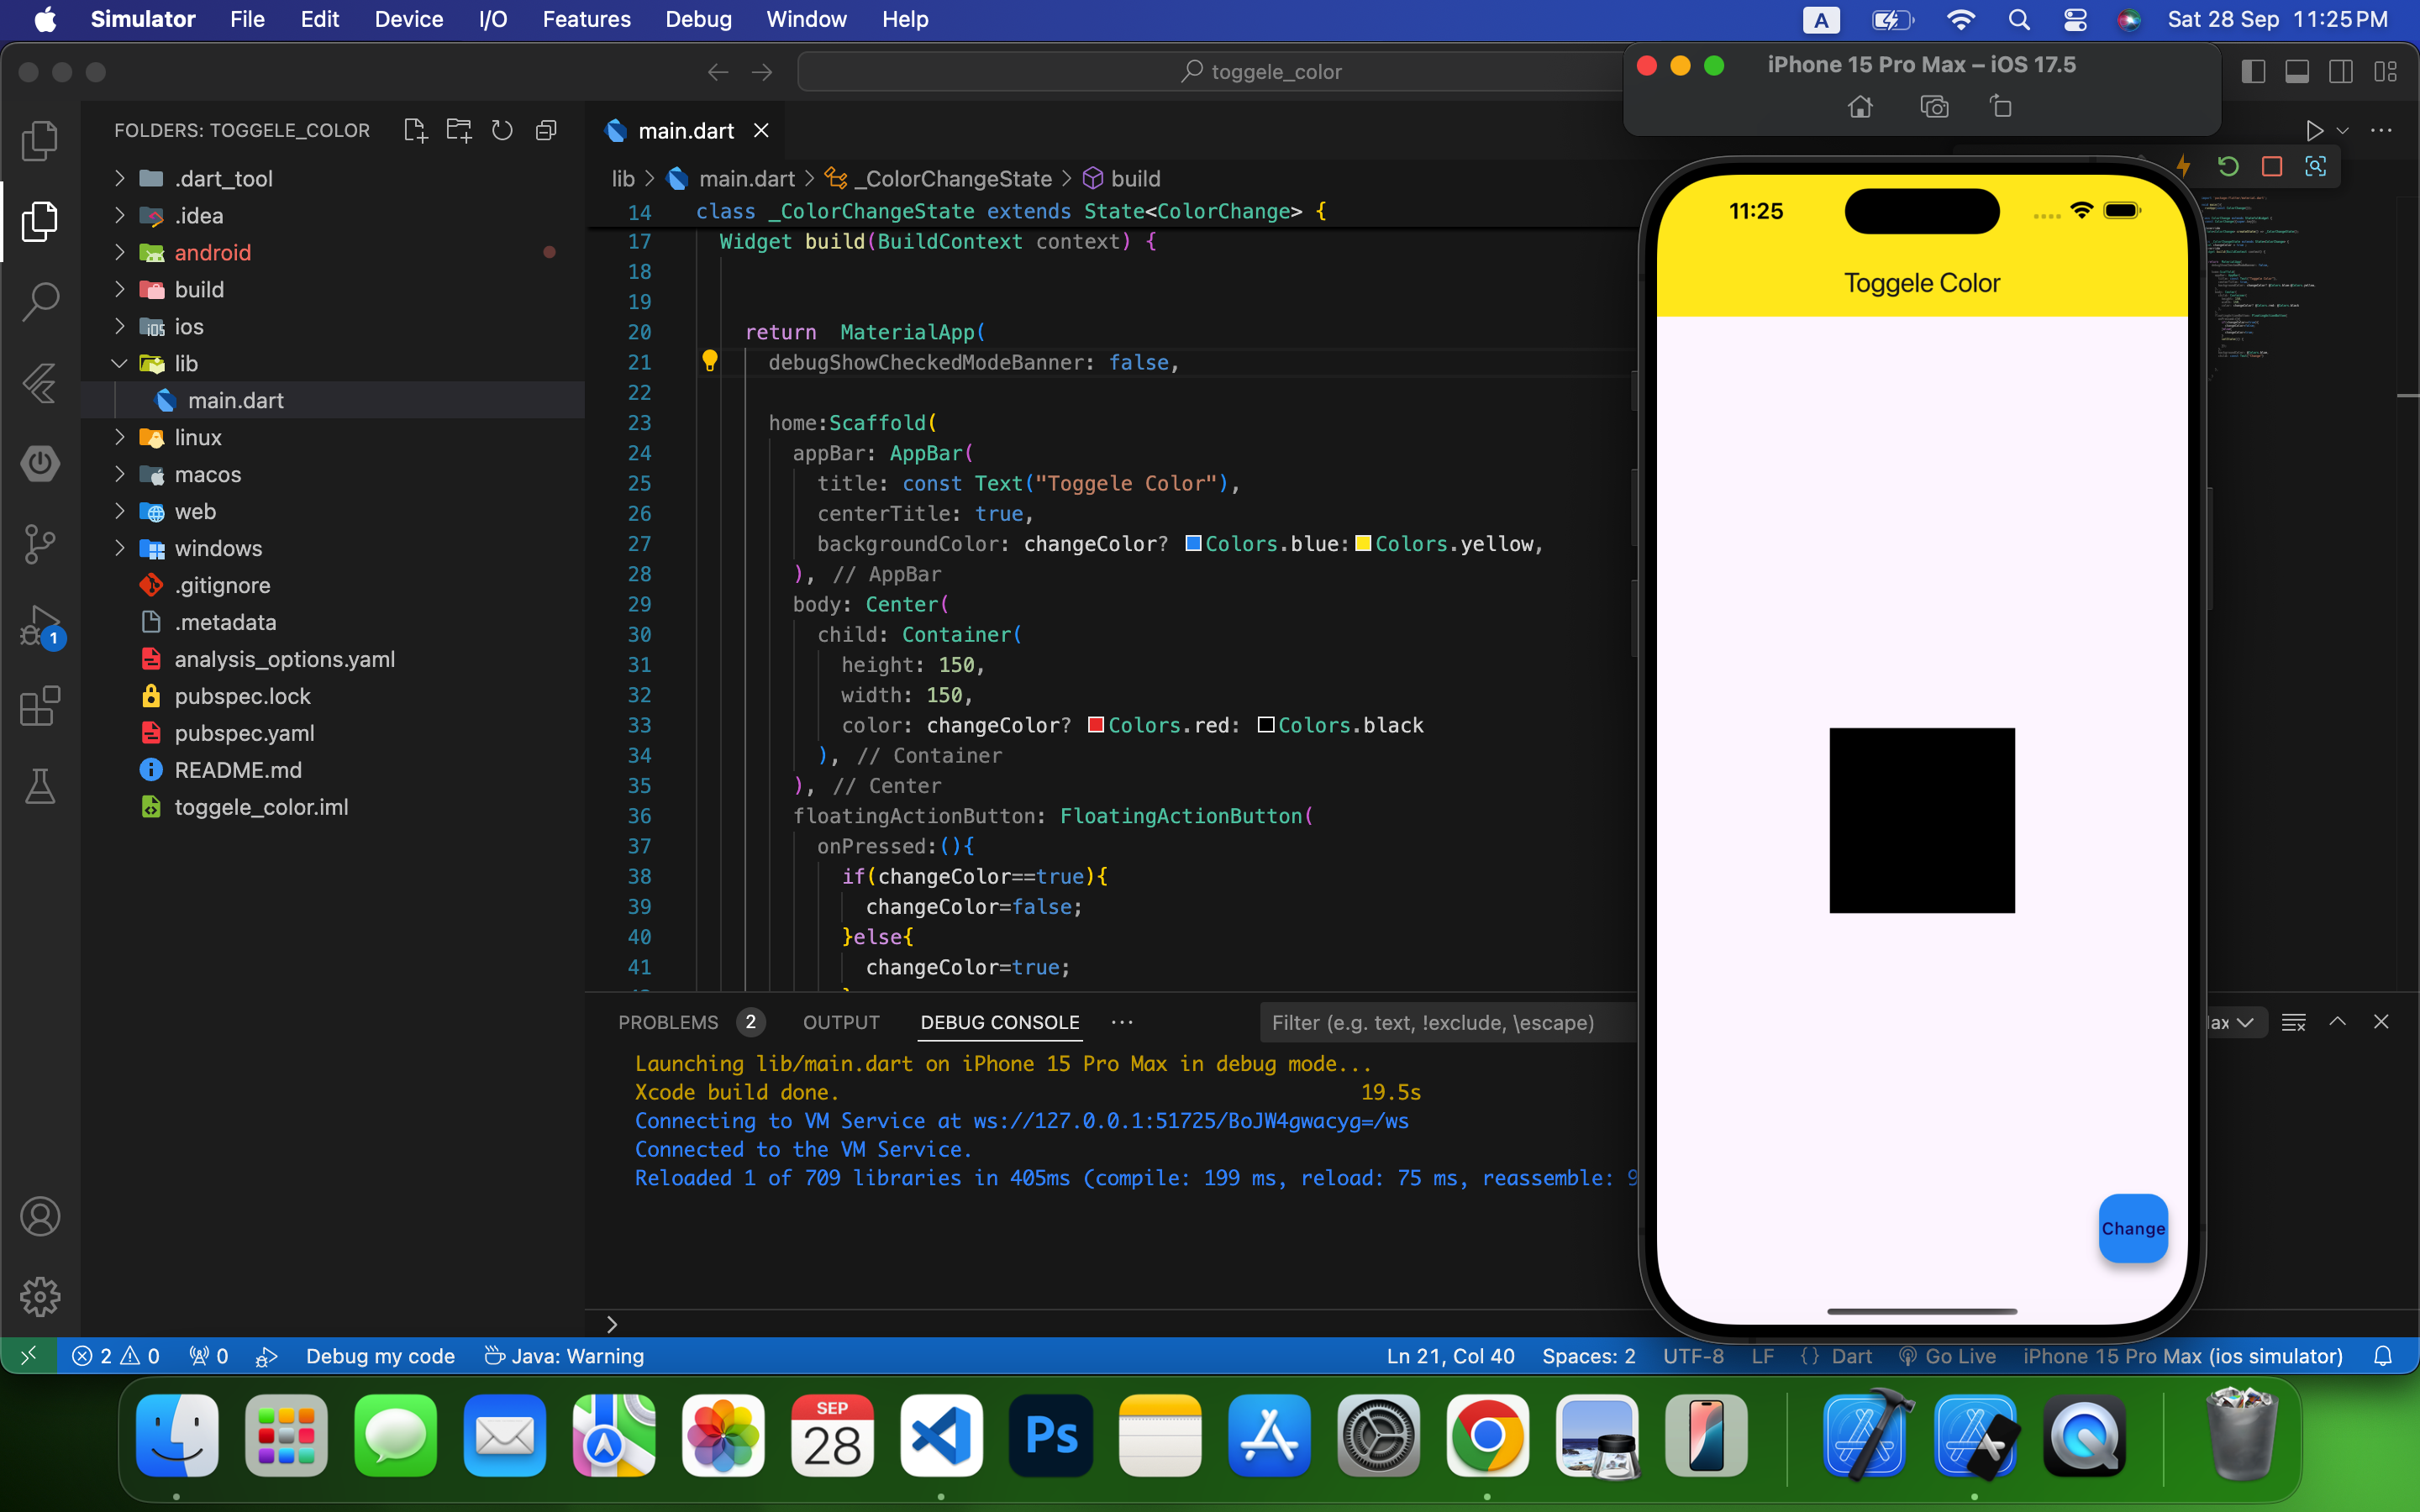 Simulator File Edit Device I/O Features Debug Window Help
A Sat 28 Sep 11:25 PM
toggele_color
iPhone 15 Pro Max – iOS 17.5
FOLDERS: TOGGELE_COLOR
.dart_tool
.idea
android
build
ios
lib
main.dart
linux
macos
web
windows
.gitignore
.metadata
analysis_options.yaml
pubspec.lock
pubspec.yaml
README.md
toggele_color.iml
1
main.dart
lib > main.dart > _ColorChangeState > build
14 class _ColorChangeState extends State<ColorChange> {
17 Widget build(BuildContext context) {
18
19
20 return  MaterialApp(
21 debugShowCheckedModeBanner: false,
22
23 home:Scaffold(
24 appBar: AppBar(
25 title: const Text("Toggele Color"),
26 centerTitle: true,
27 backgroundColor: changeColor? Colors.blue:Colors.yellow,
28 ), // AppBar
29 body: Center(
30 child: Container(
31 height: 150,
32 width: 150,
33 color: changeColor? Colors.red: Colors.black
34 ), // Container
35 ), // Center
36 floatingActionButton: FloatingActionButton(
37 onPressed:(){
38 if(changeColor==true){
39 changeColor=false;
40 }else{
41 changeColor=true;
PROBLEMS 2 OUTPUT DEBUG CONSOLE ··· Filter (e.g. text, !exclude, \escape)
Launching lib/main.dart on iPhone 15 Pro Max in debug mode...
Xcode build done. 19.5s
Connecting to VM Service at ws://127.0.0.1:51725/BoJW4gwacyg=/ws
Connected to the VM Service.
Reloaded 1 of 709 libraries in 405ms (compile: 199 ms, reload: 75 ms, reassemble: 9
11:25
Toggele Color
Change
2 0 0 Debug my code Java: Warning Ln 21, Col 40 Spaces: 2 UTF-8 LF {} Dart Go Live iPhone 15 Pro Max (ios simulator)
SEP
28
Ps